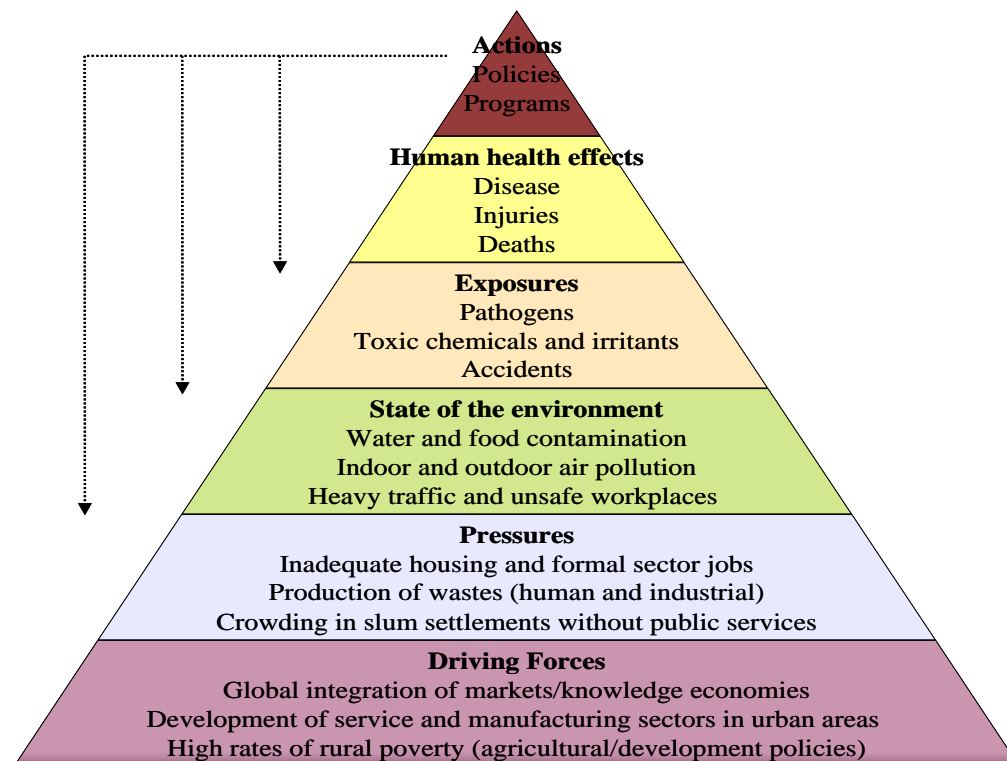 Actions
Policies
Programs
Human health effects
Disease
Injuries
Deaths
Exposures
Pathogens
Toxic chemicals and irritants
Accidents
State of the environment
Water and food contamination
Indoor and outdoor air pollution
Heavy traffic and unsafe workplaces
Pressures
Inadequate housing and formal sector jobs
Production of wastes (human and industrial)
Crowding in slum settlements without public services
Driving Forces
Global integration of markets/knowledge economies
Development of service and manufacturing sectors in urban areas
High rates of rural poverty (agricultural/development policies)